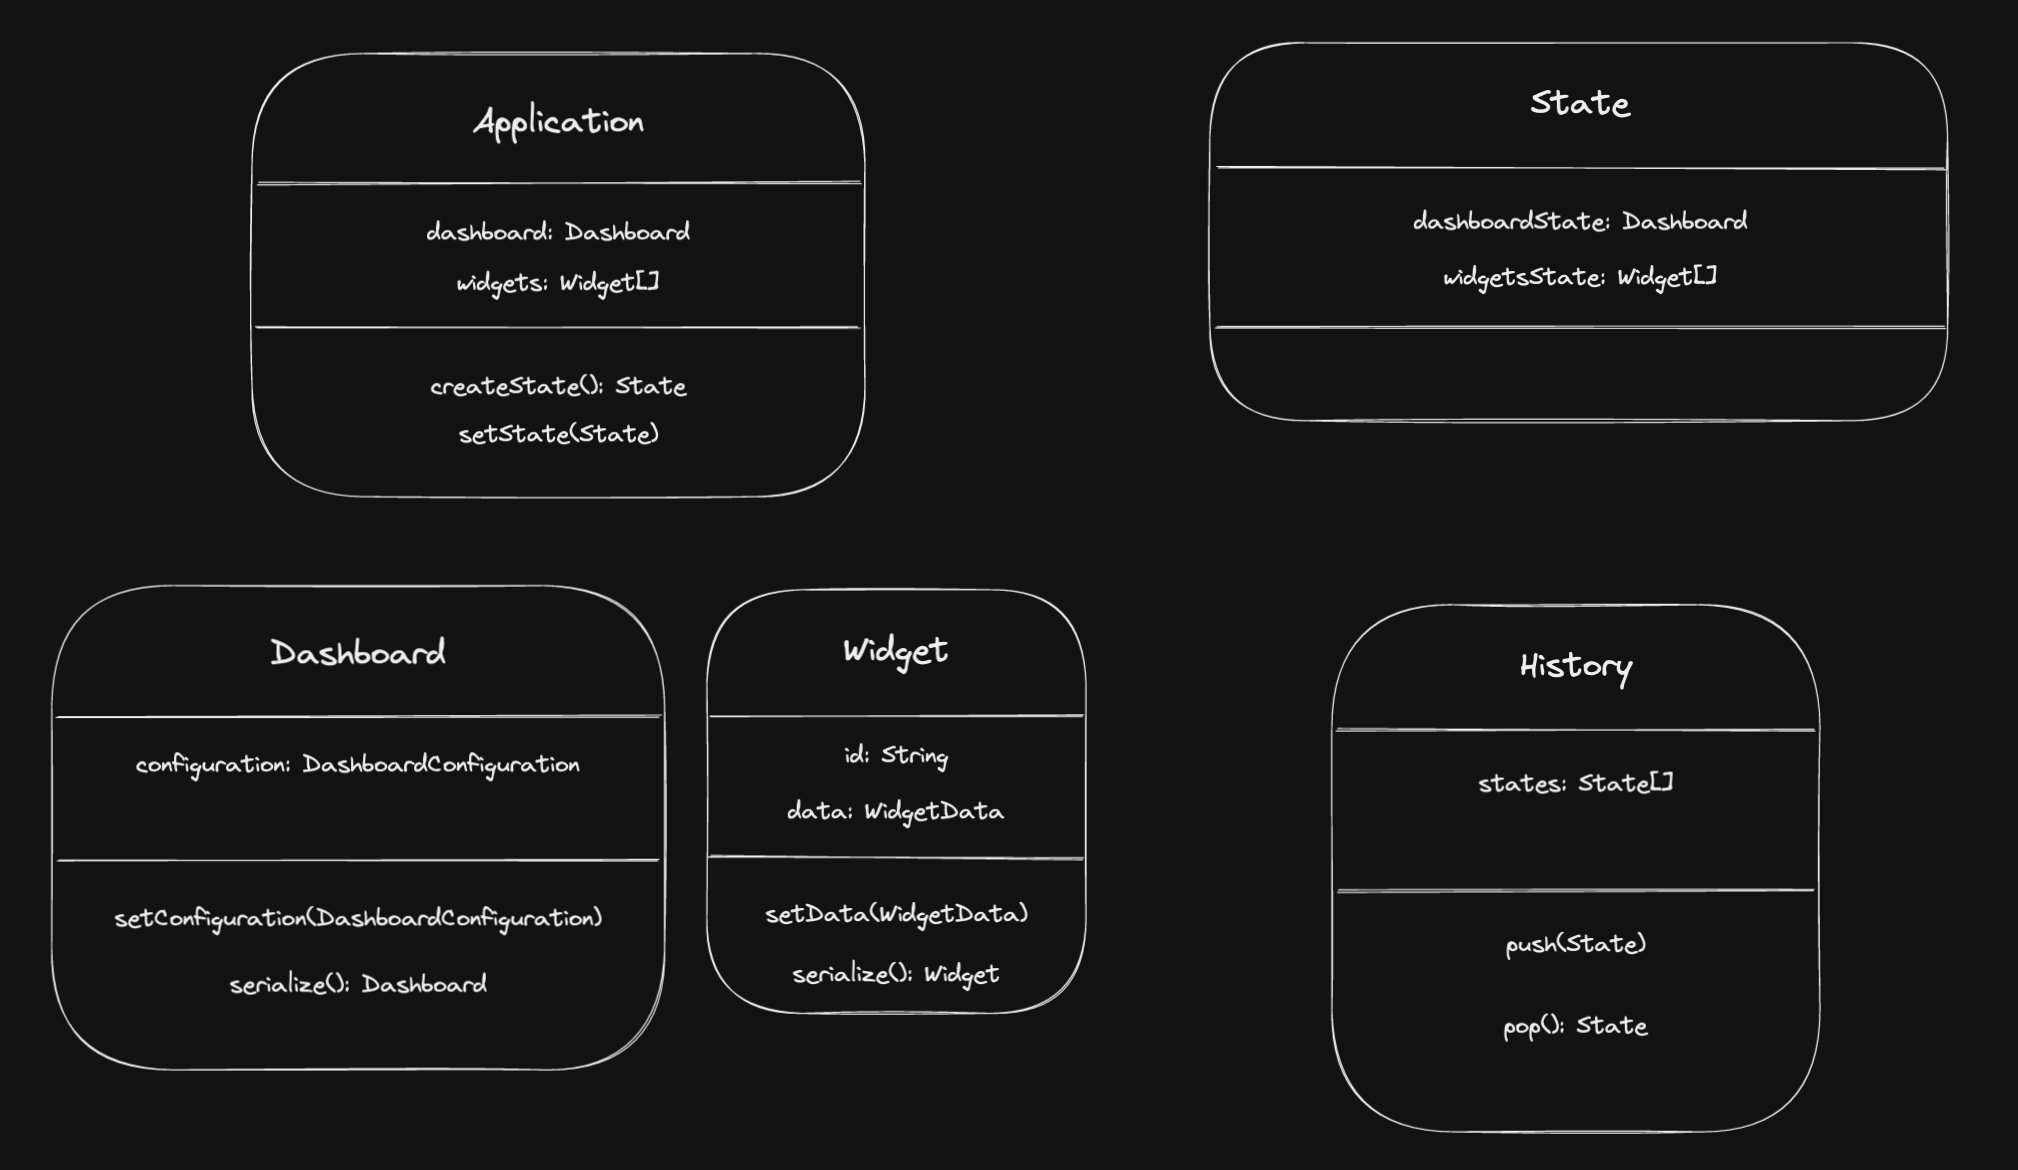 Application
dashboard: Dashboard
widgets: Widget[]
createState(): State
setState(State)
State
dashboardState: Dashboard
widgetsState: Widget[]
Dashboard
configuration: DashboardConfiguration
setConfiguration(DashboardConfiguration)
serialize(): Dashboard
Widget
id: String
data: WidgetData
setData(WidgetData)
serialize(): Widget
History
states: State[]
push(State)
pop(): State